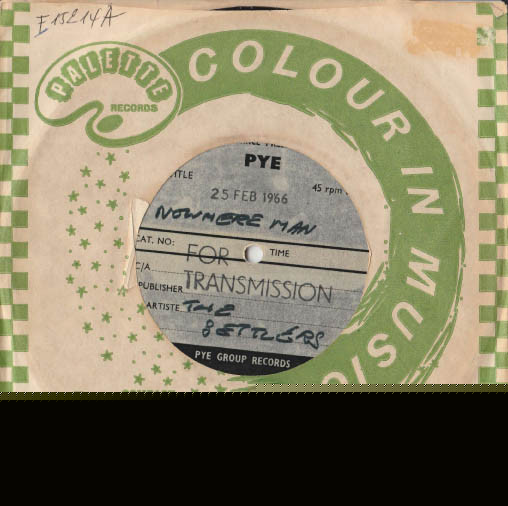 I 15214A
PALETTE
RECORDS
COLOUR IN MUSIC
PYE
TITLE
45 rpm
25 FEB 1966
NOWHERE MAN
CAT. NO:
TIME
FOR
TRANSMISSION
C/A
PUBLISHER
ARTISTE THE
SETTLERS
PYE GROUP RECORDS